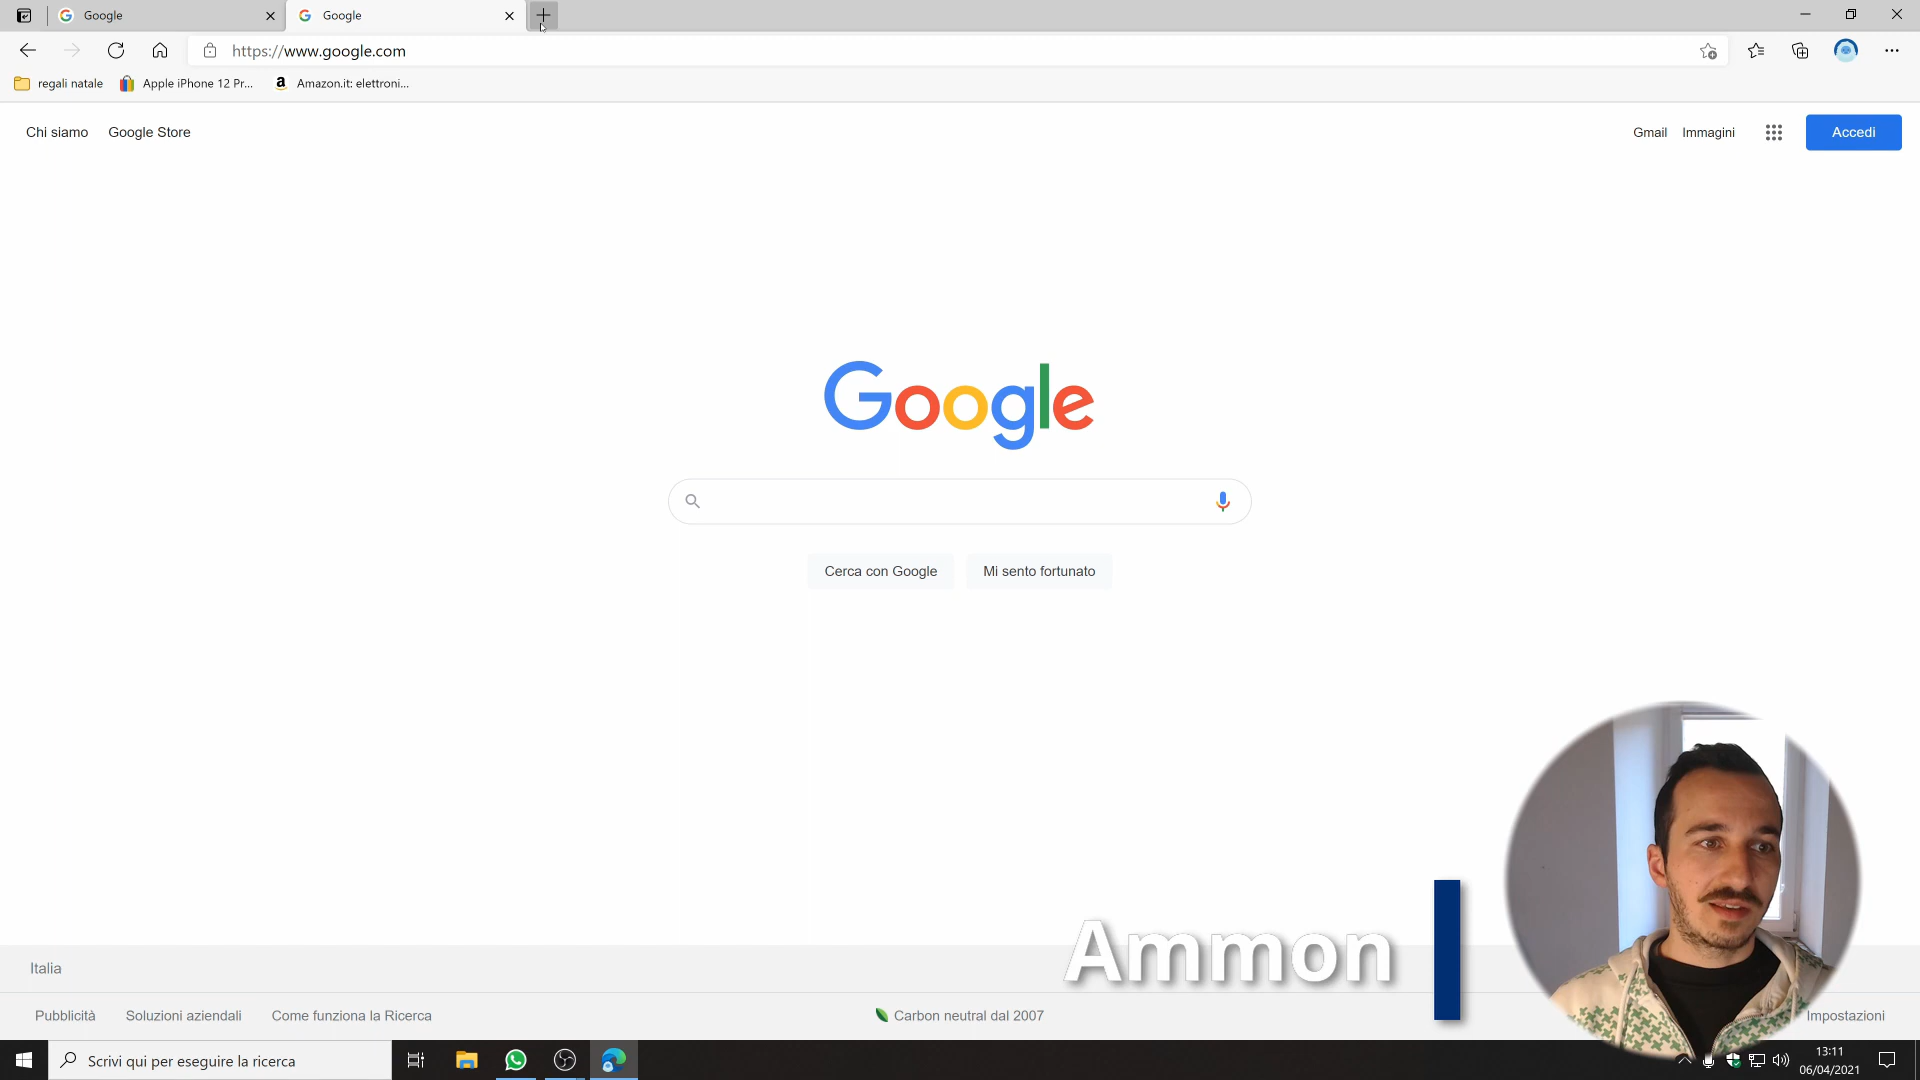 Google
Google
https://www.google.com
regali natale
Apple iPhone 12 Pr...
a
Amazon.it: elettroni...
Chi siamo
Google Store
Gmail
Immagini
Accedi
Google
Cerca con Google
Mi sento fortunato
Ammon
Italia
Pubblicità
Soluzioni aziendali
Come funziona la Ricerca
Carbon neutral dal 2007
Impostazioni
Scrivi qui per eseguire la ricerca
13:11
06/04/2021